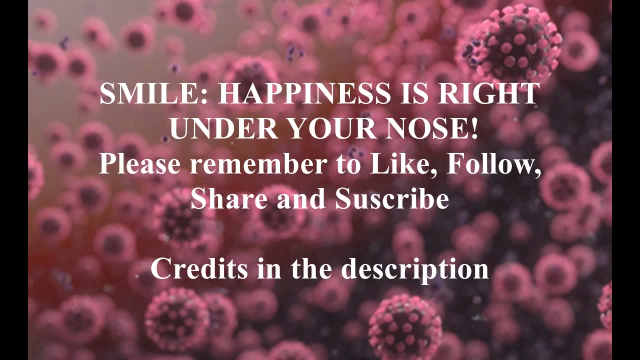 SMILE: HAPPINESS IS RIGHT
UNDER YOUR NOSE!
Please remember to Like, Follow,
Share and Suscribe
Credits in the description